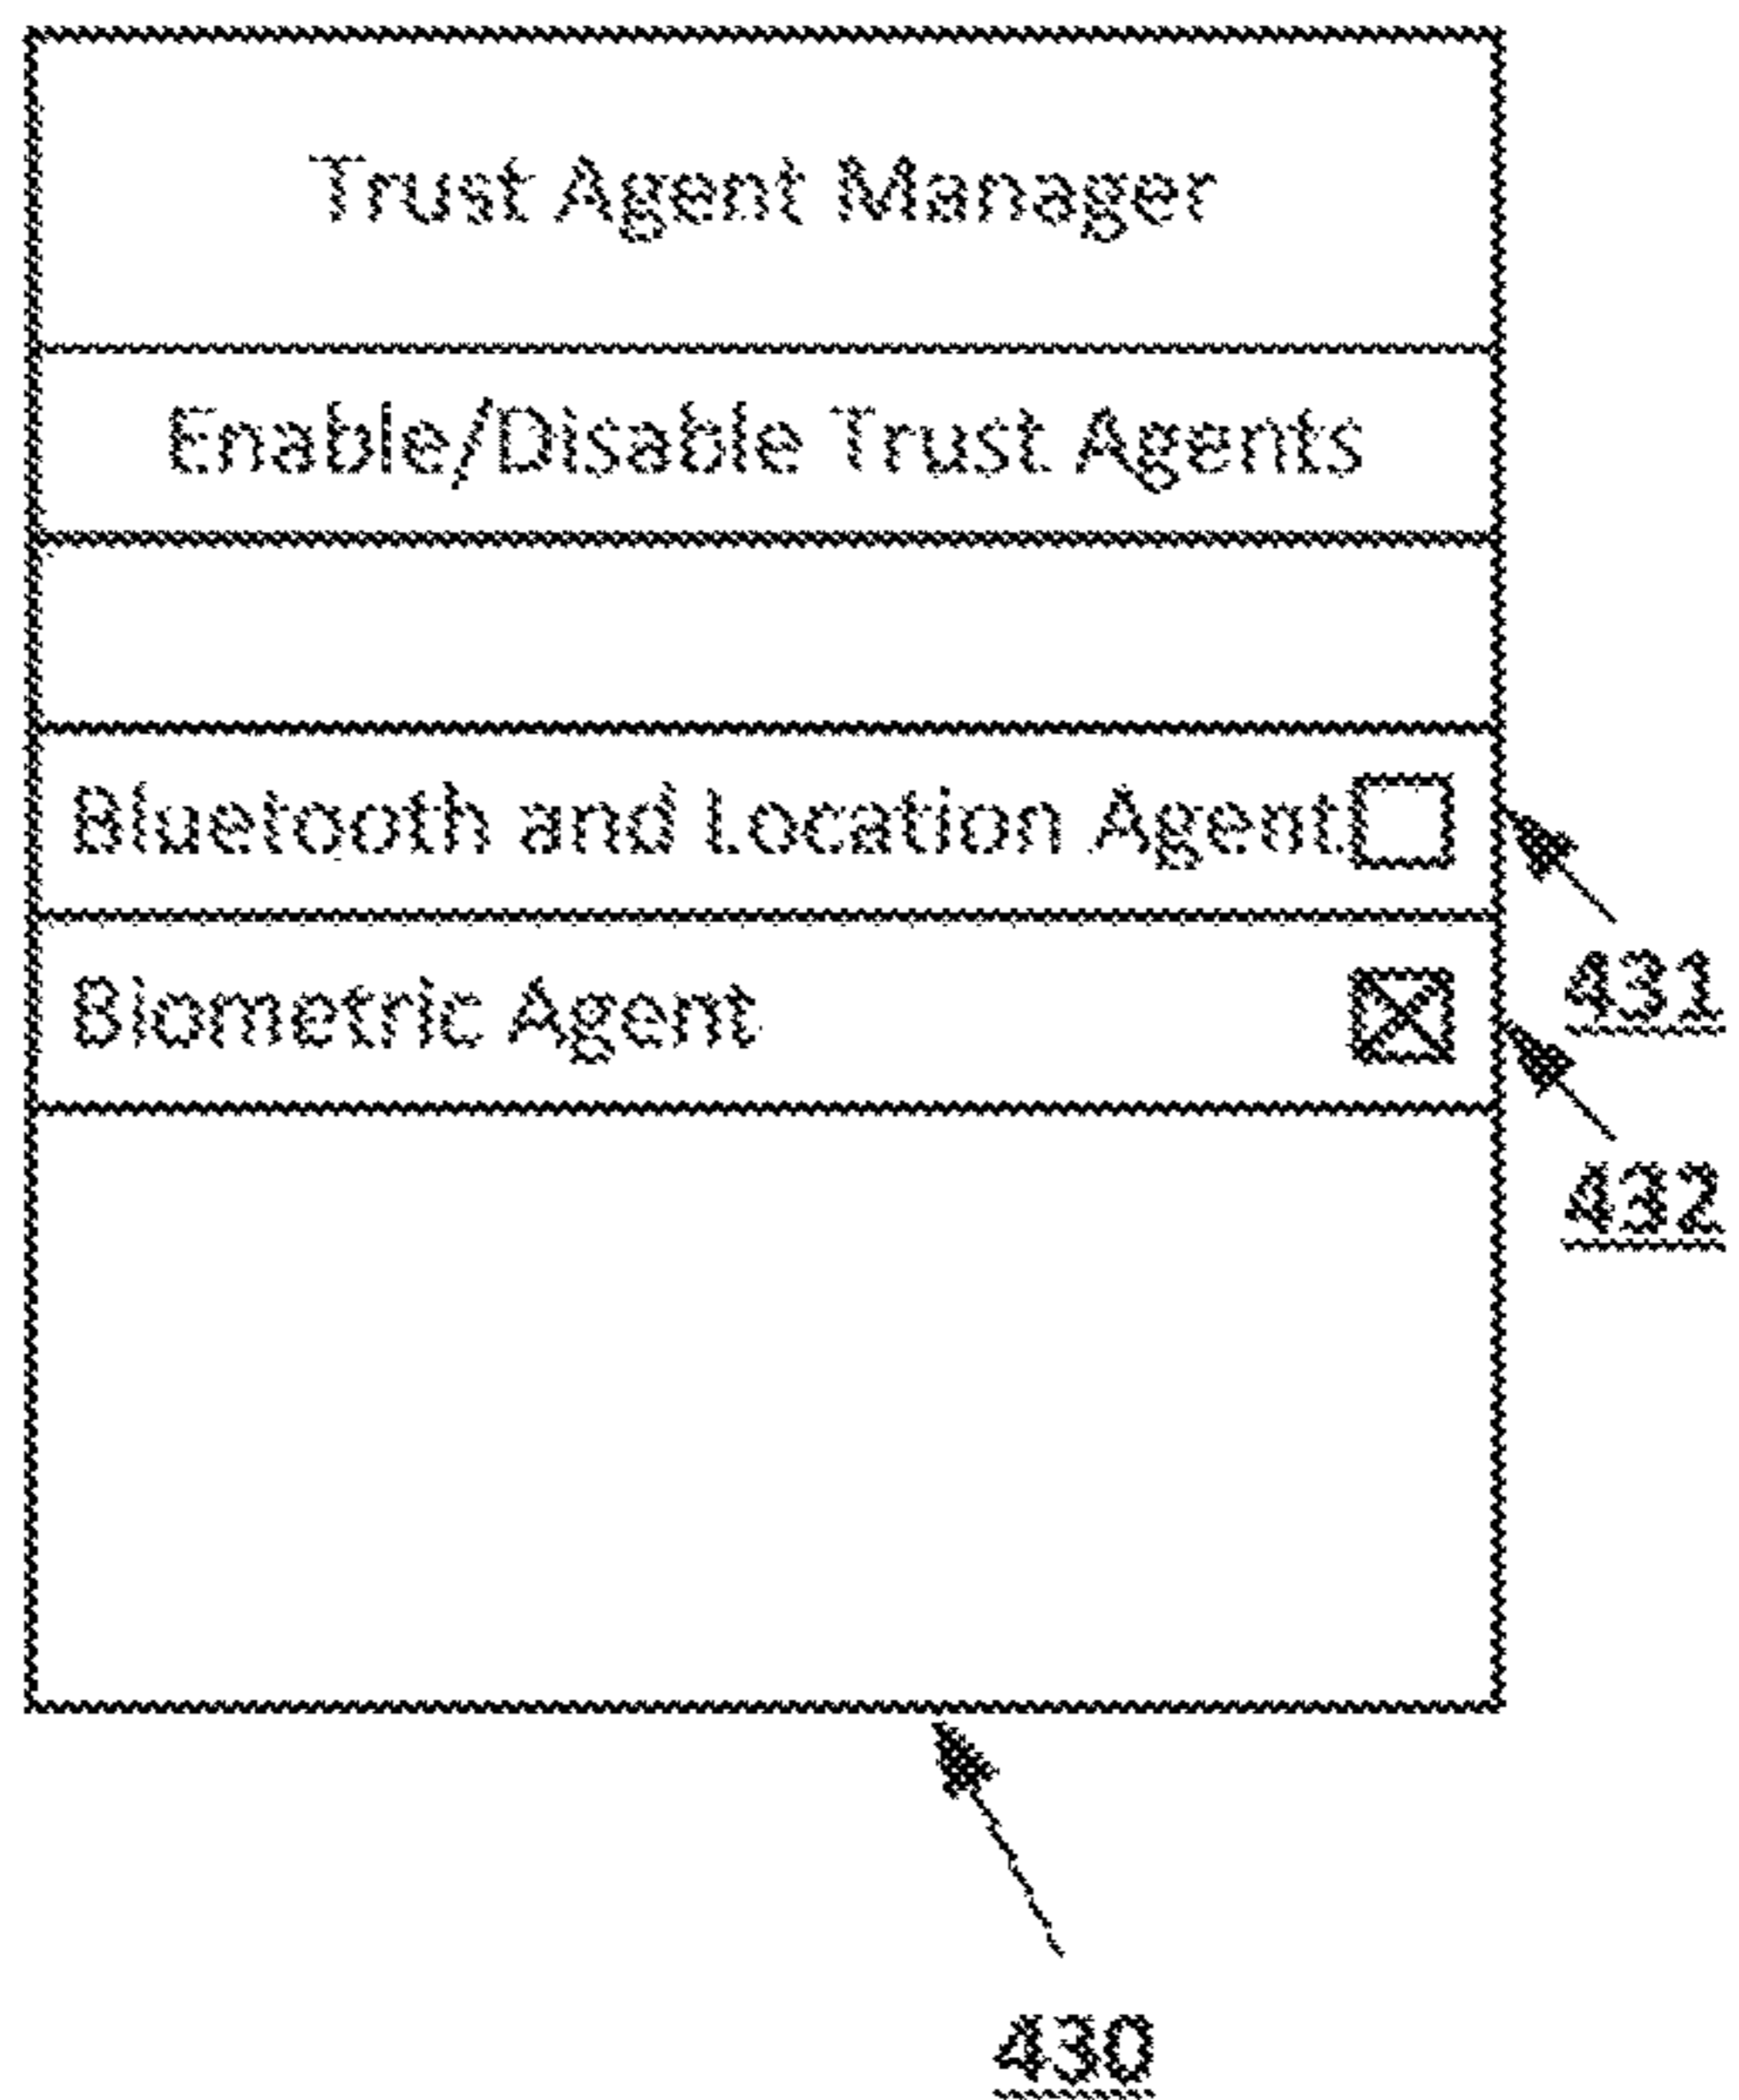 Trust Agent Manager
Enable/Disable Trust Agents
Bluetooth and Location Agent
431
Biometric Agent
432
430